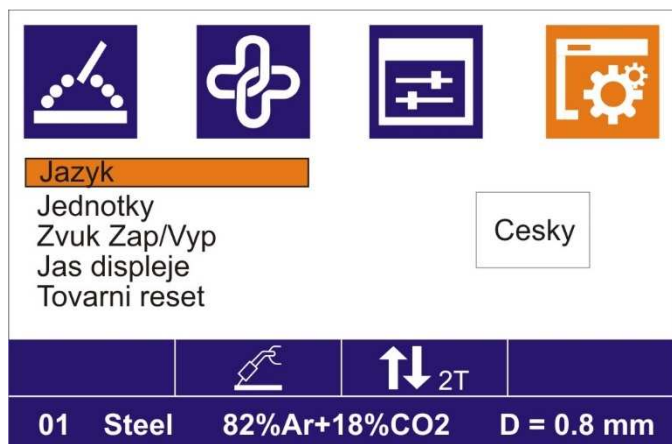 Jazyk
Jednotky
Zvuk Zap/Vyp
Jas displeje
Tovarni reset
Cesky
2T
01 Steel 82%Ar+18%CO2 D = 0.8 mm